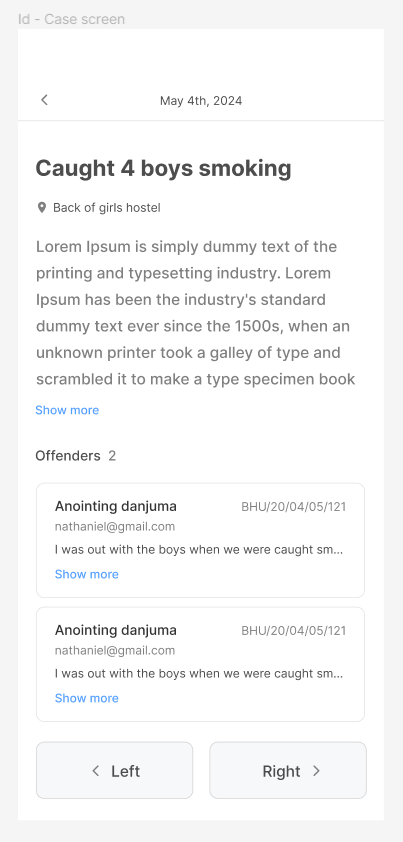 Id - Case screen
May 4th, 2024
Caught 4 boys smoking
Back of girls hostel
Lorem Ipsum is simply dummy text of the
printing and typesetting industry. Lorem
Ipsum has been the industry's standard
dummy text ever since the 1500s, when an
unknown printer took a galley of type and
scrambled it to make a type specimen book
Show more
Offenders 2
Anointing danjuma BHU/20/04/05/121
nathaniel@gmail.com
I was out with the boys when we were caught sm...
Show more
Anointing danjuma BHU/20/04/05/121
nathaniel@gmail.com
I was out with the boys when we were caught sm...
Show more
Left Right